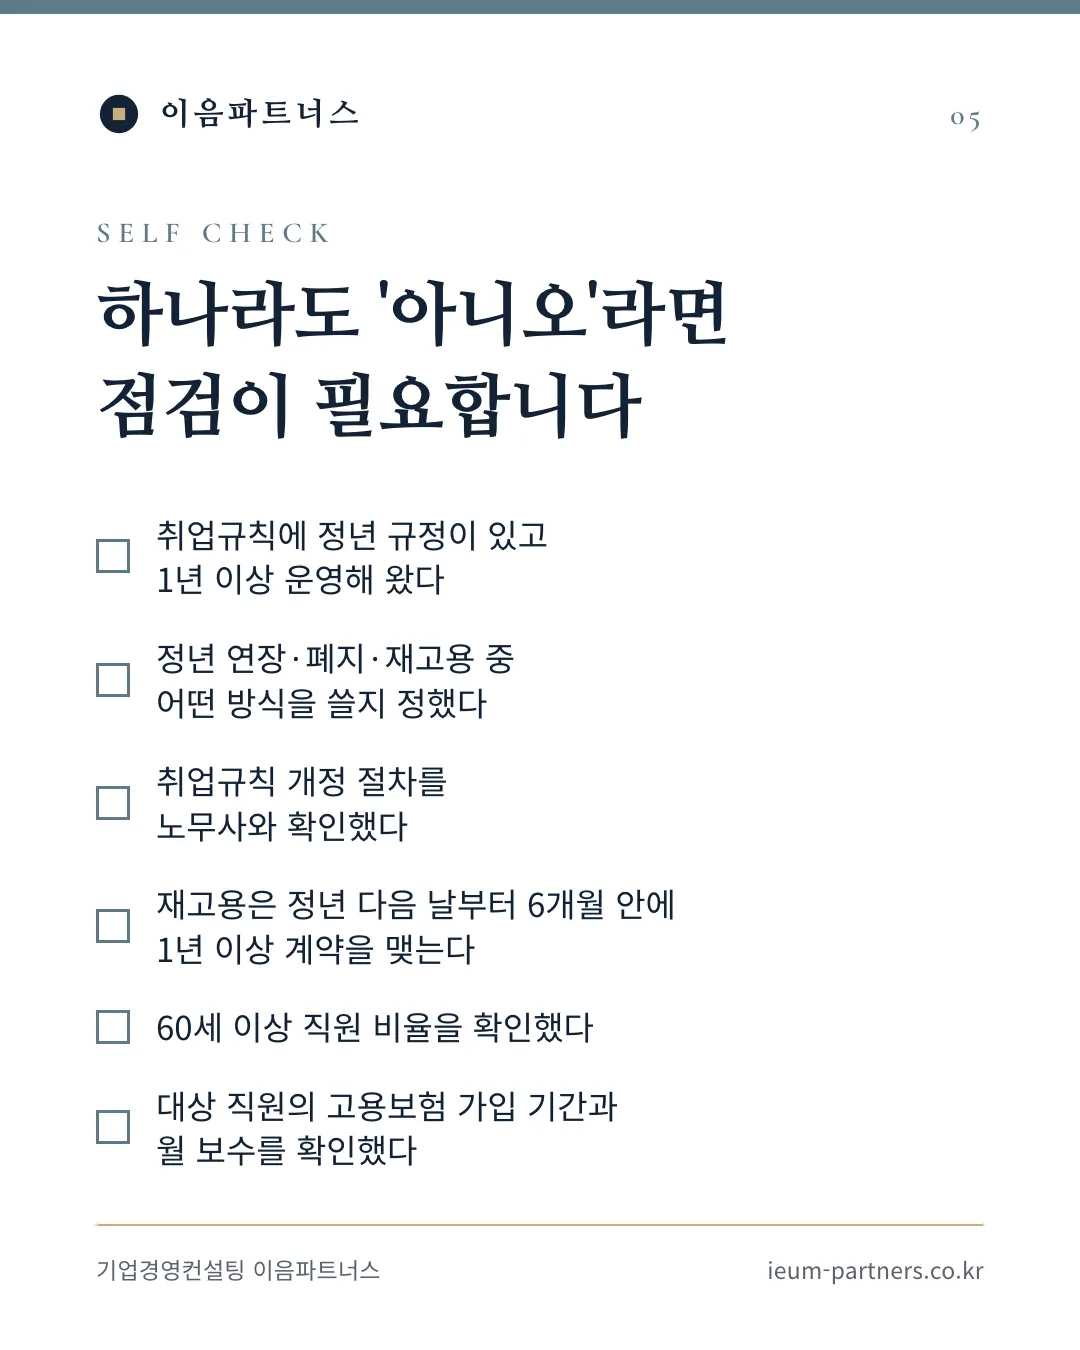 이음파트너스
05
SELF CHECK
하나라도 '아니오'라면
점검이 필요합니다
취업규칙에 정년 규정이 있고
1년 이상 운영해 왔다
정년 연장·폐지·재고용 중
어떤 방식을 쓸지 정했다
취업규칙 개정 절차를
노무사와 확인했다
재고용은 정년 다음 날부터 6개월 안에
1년 이상 계약을 맺는다
60세 이상 직원 비율을 확인했다
대상 직원의 고용보험 가입 기간과
월 보수를 확인했다
기업경영컨설팅 이음파트너스
ieum-partners.co.kr